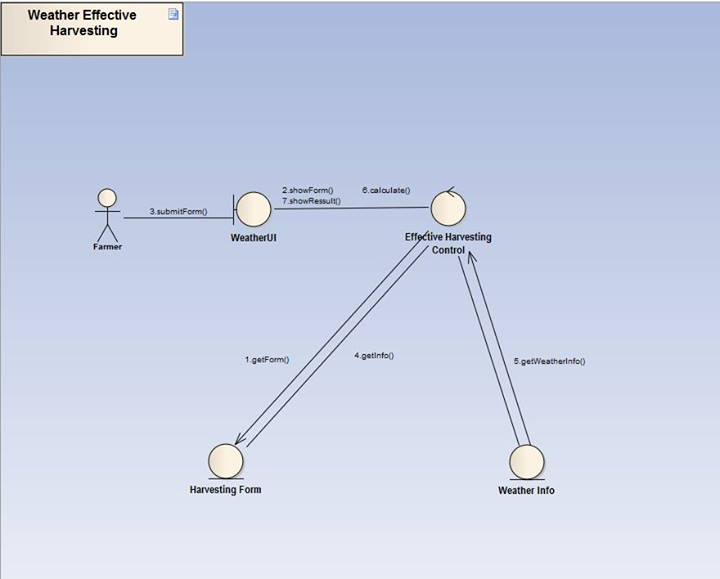 Weather Effective
Harvesting
2.showForm()
6.calculate()
7.showRessult()
3.submitForm()
Farmer
WeatherUI
Effective Harvesting
Control
1.getForm()
4.getInfo()
5.getWeatherInfo()
Harvesting Form
Weather Info